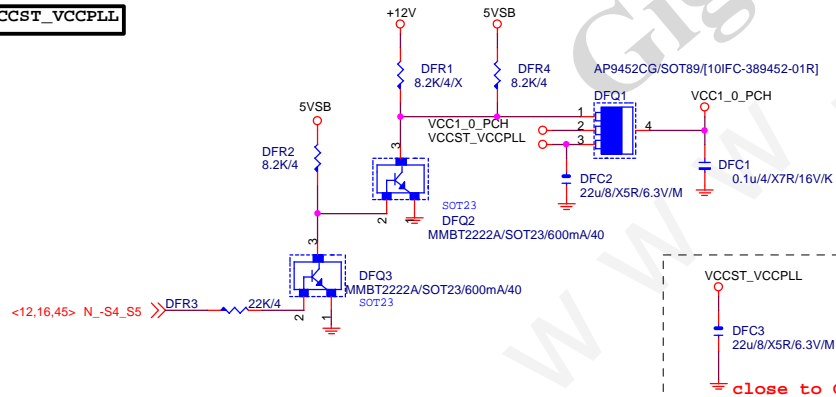 CCST_VCCPLL
+12V
5VSB
DFR1
8.2K/4/X
DFR4
8.2K/4
AP9452CG/SOT89/[10IFC-389452-01R]
DFQ1
VCC1_0_PCH
5VSB
1
VCC1_0_PCH
2
4
VCCST_VCCPLL
3
DFR2
8.2K/4
3
DFC2
22u/8/X5R/6.3V/M
DFC1
0.1u/4/X7R/16V/K
SOT23
2
1
DFQ2
MMBT2222A/SOT23/600mA/40
3
DFQ3
MMBT2222A/SOT23/600mA/40
SOT23
VCCST_VCCPLL
<12,16,45> N_-S4_S5
DFR3
22K/4
2
1
DFC3
22u/8/X5R/6.3V/M
close to
Gig
w w w